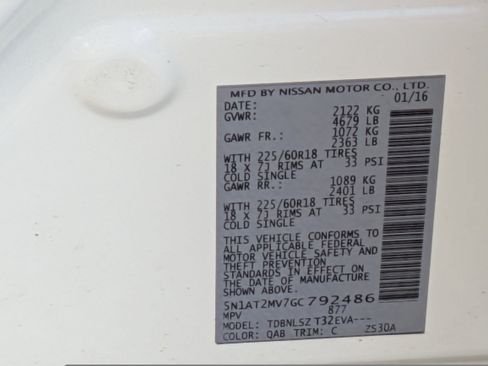 MFD BY NISSAN MOTOR CO., LTD.
DATE: 01/16
GVWR: 2122 KG
4679 LB
GAWR FR.: 1072 KG
2363 LB
WITH 225/60R18 TIRES
18 X 7J RIMS AT 33 PSI
COLD SINGLE
GAWR RR.: 1089 KG
2401 LB
WITH 225/60R18 TIRES
18 X 7J RIMS AT 33 PSI
COLD SINGLE
THIS VEHICLE CONFORMS TO
ALL APPLICABLE FEDERAL
MOTOR VEHICLE SAFETY AND
THEFT PREVENTION
STANDARDS IN EFFECT ON
THE DATE OF MANUFACTURE
SHOWN ABOVE.
5N1AT2MV7GC792486
MPV 877
MODEL: TDBNLSZ T32EVA---
COLOR: QAB TRIM: C ZS30A